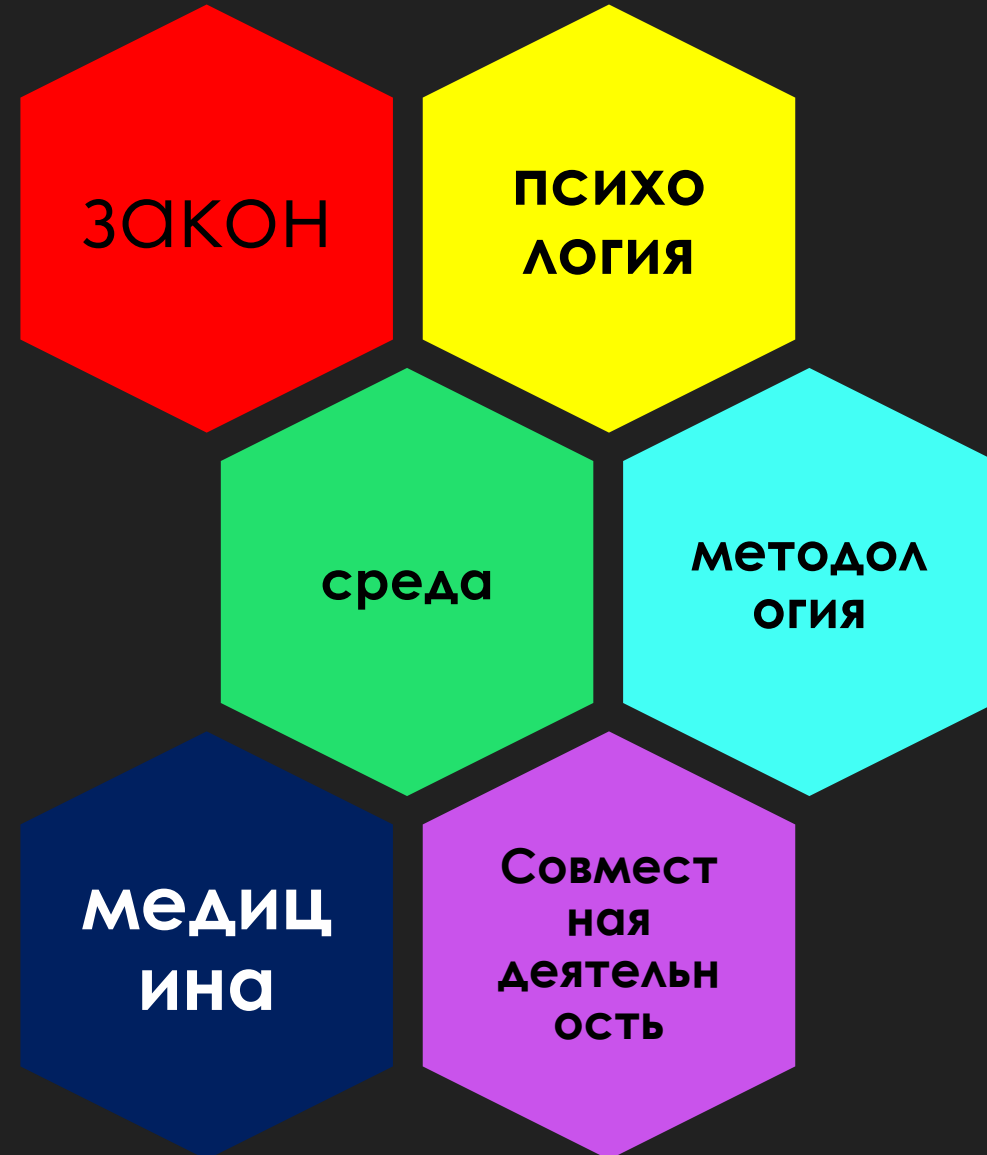 закон
психо
логия
среда
методол
огия
медиц
ина
Совмест
ная
деятельн
ость